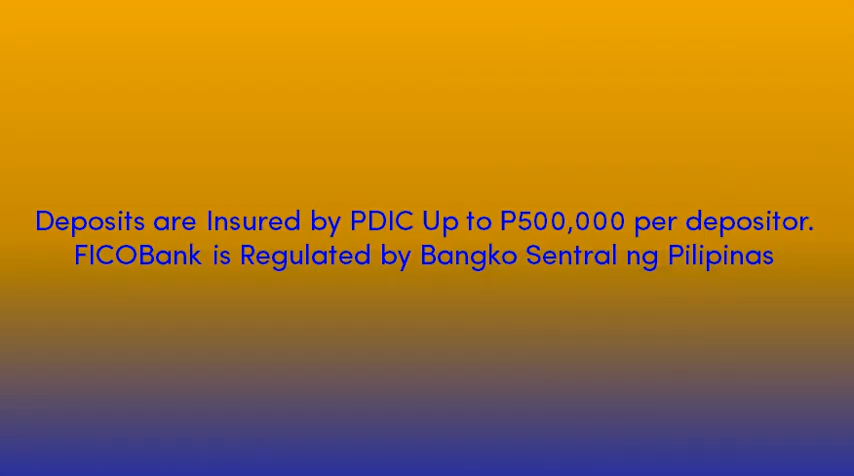 Deposits are Insured by PDIC Up to P500,000 per depositor.
FICOBank is Regulated by Bangko Sentral ng Pilipinas